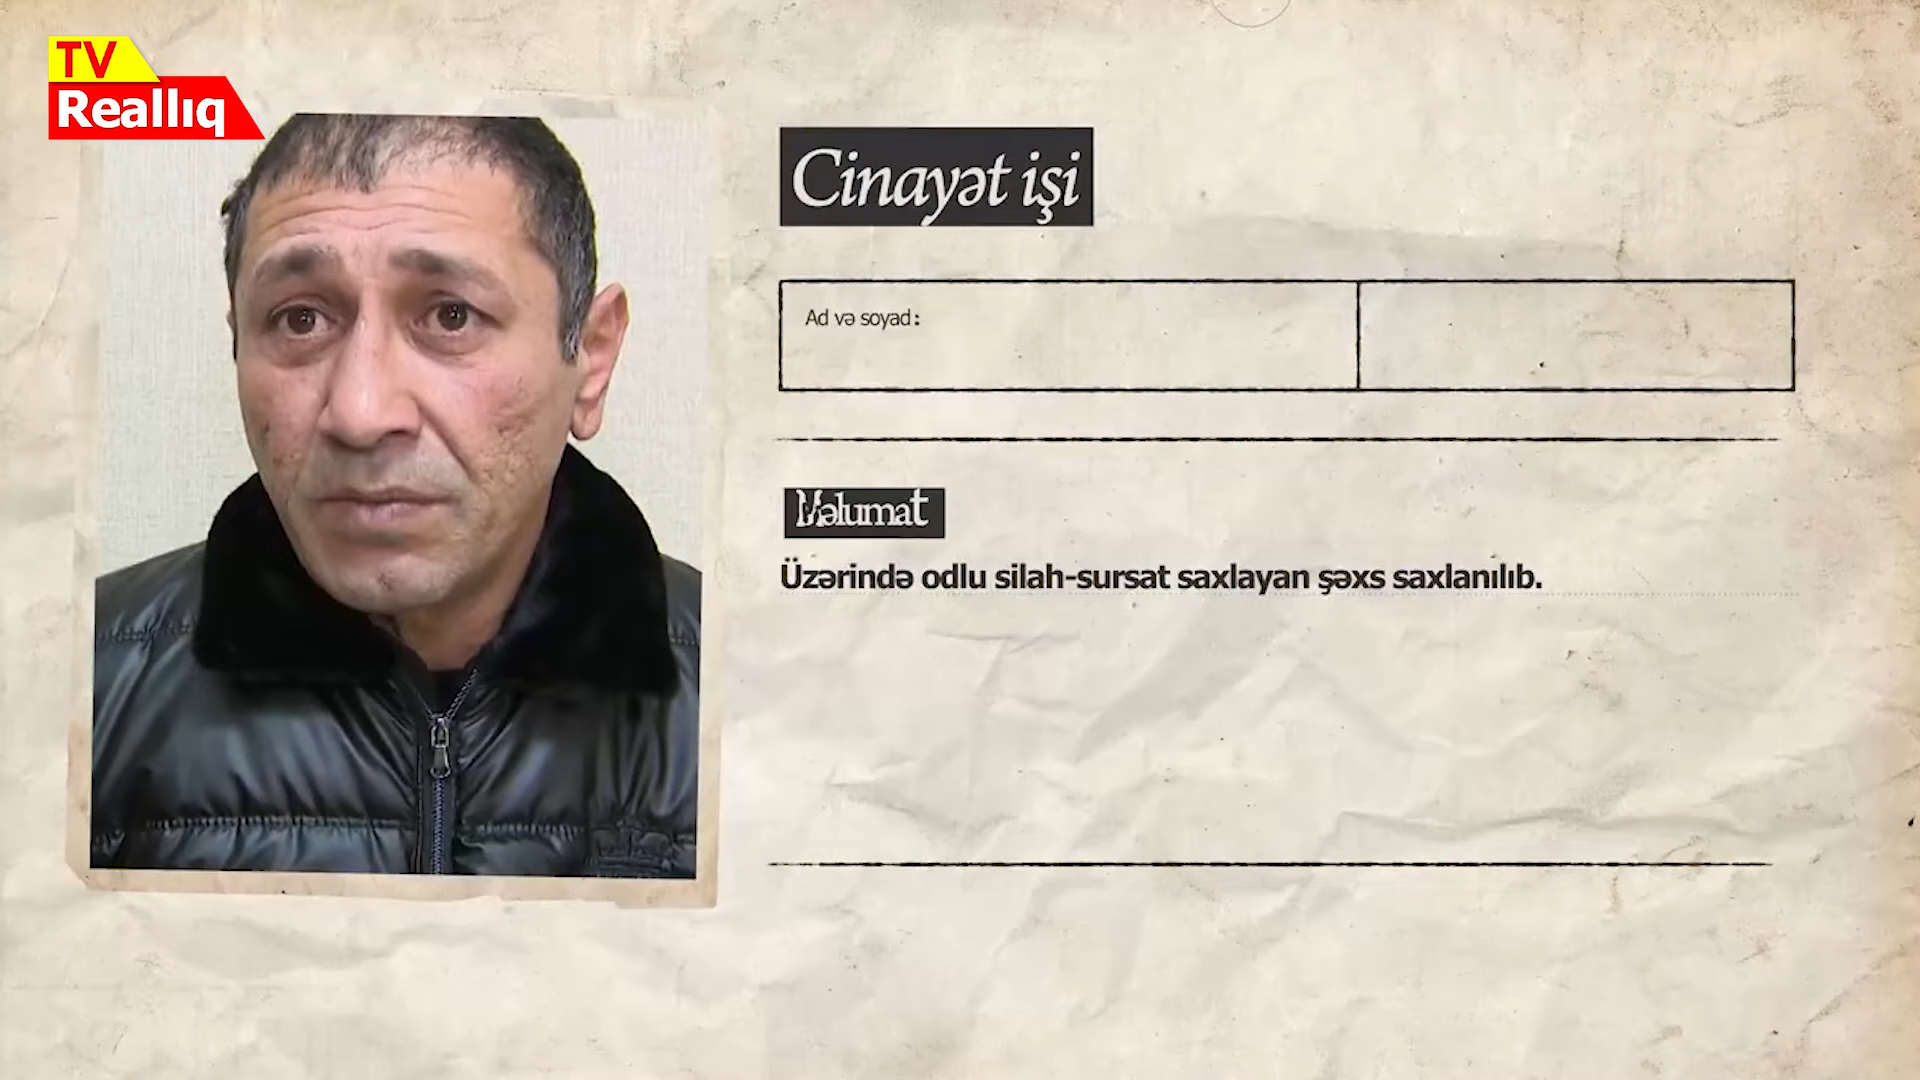 TV
Reallıq
Cinayət işi
Ad və soyad:
Məlumat
Üzərində odlu silah-sursat saxlayan şəxs saxlanılıb.